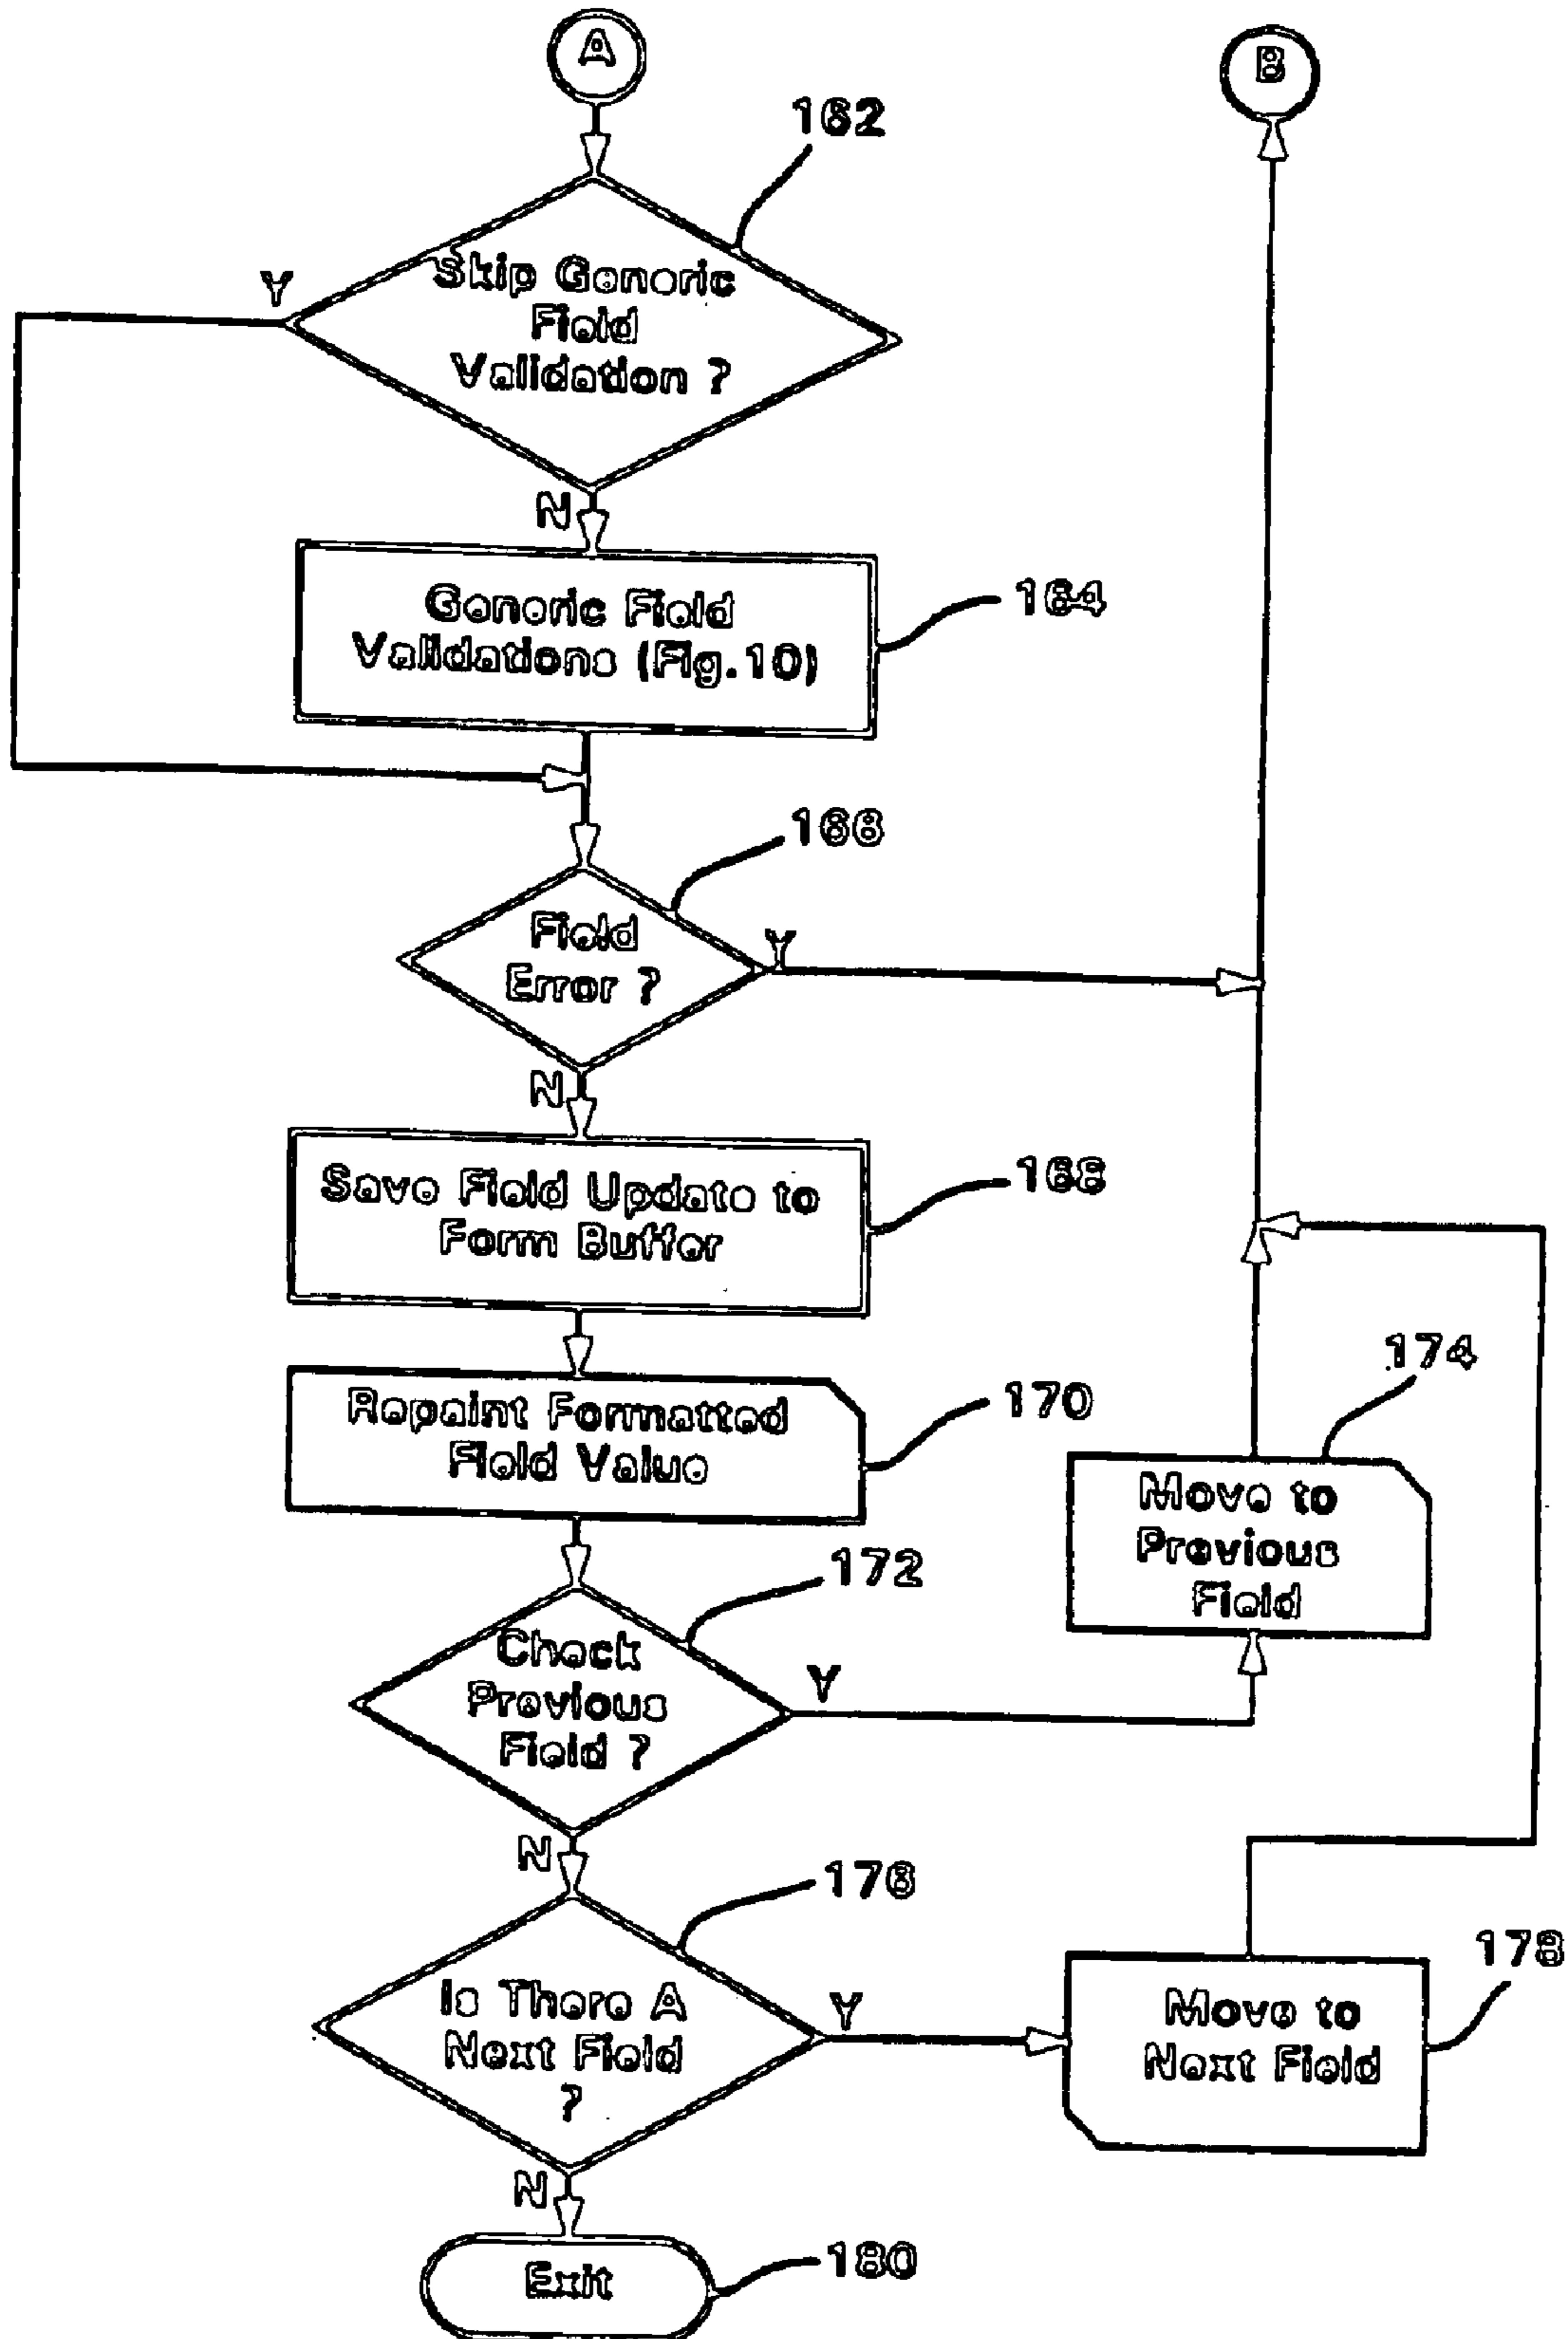 A
B
162
Skip Generic
Field
Validation ?
Y
N
Generic Field
Validations (Fig.10)
164
166
Field
Error ?
Y
N
Save Field Update to
Form Buffer
168
Repaint Formatted
Field Value
170
174
Move to
Previous
Field
172
Check
Previous
Field ?
Y
N
176
Is There A
Next Field
?
Y
N
Move to
Next Field
178
Exit
180